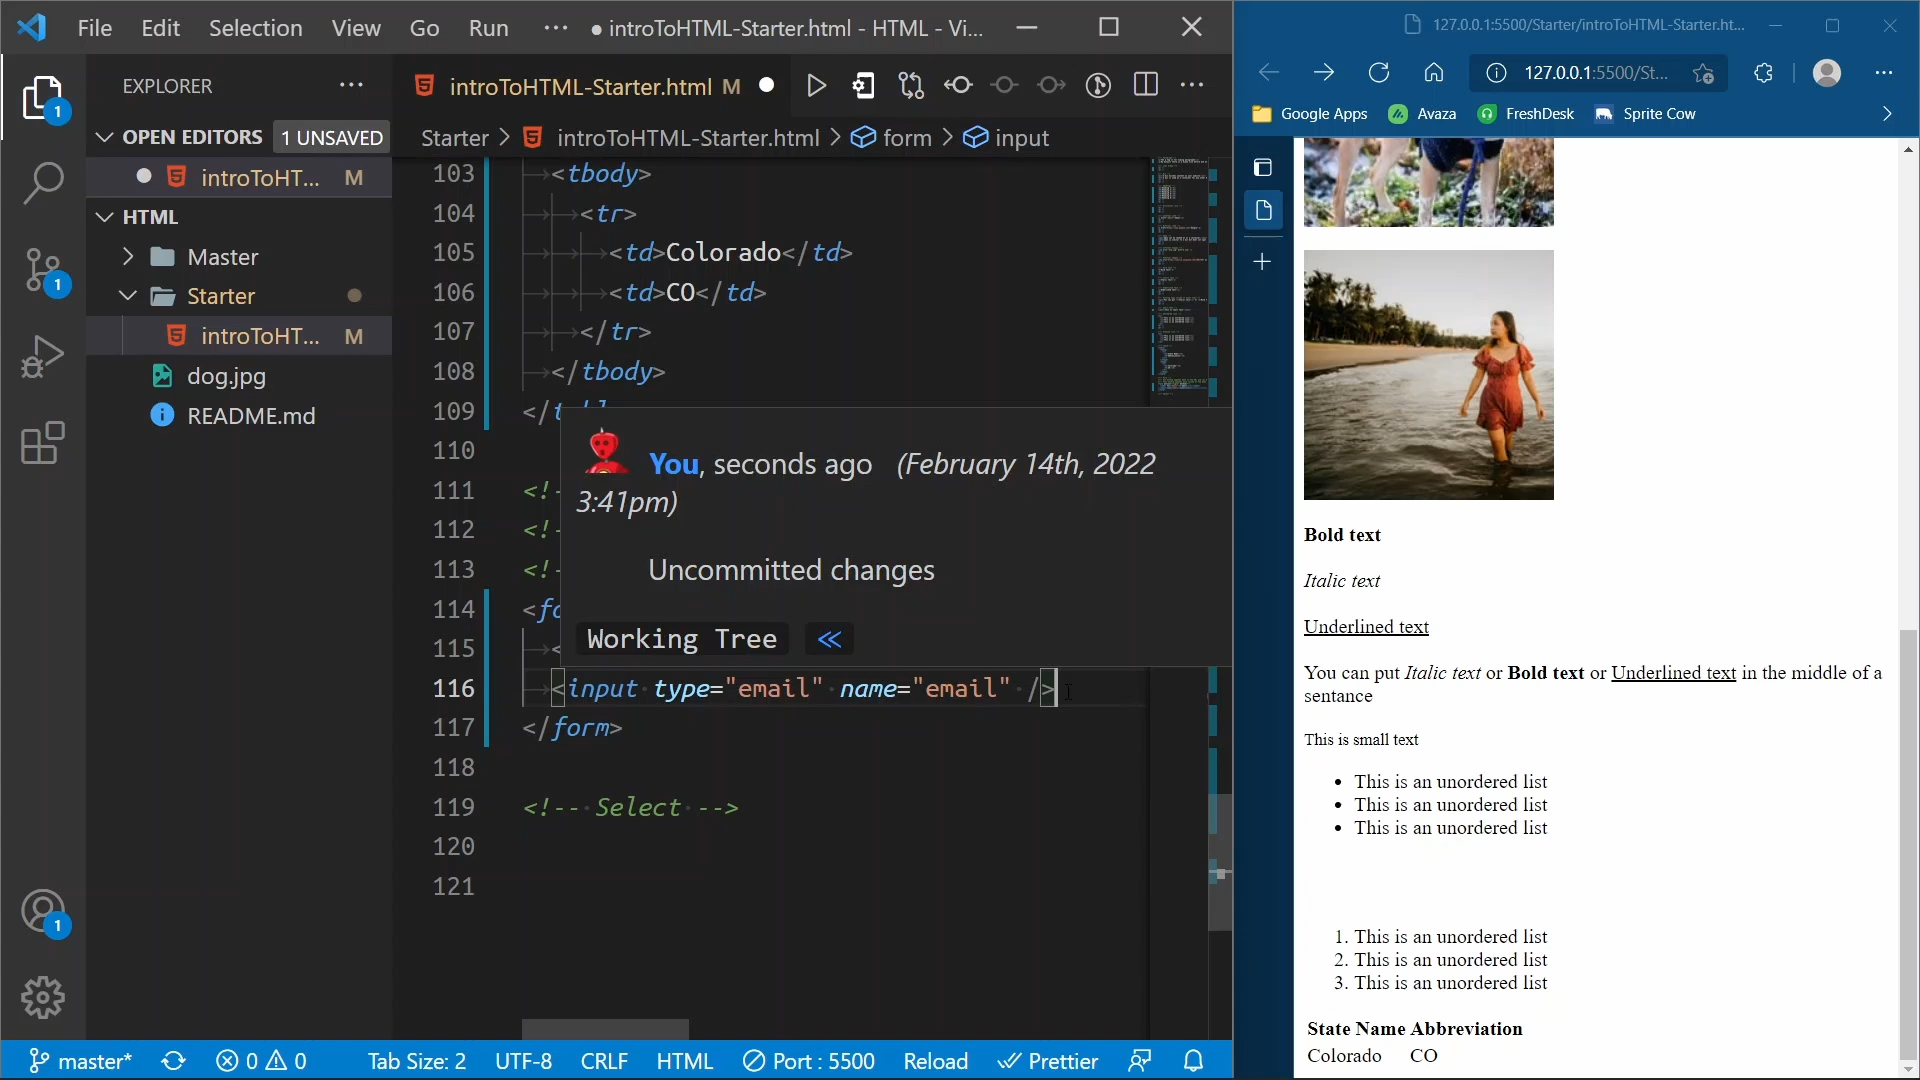 File Edit Selection View Go Run ··· ● introToHTML-Starter.html - HTML - Vi...
EXPLORER ···
OPEN EDITORS 1 UNSAVED
introToHT... M
HTML
Master
Starter
introToHT... M
dog.jpg
README.md
1
1
1
introToHTML-Starter.html M
Starter > introToHTML-Starter.html > form > input
103 <tbody>
104 <tr>
105 <td>Colorado</td>
106 <td>CO</td>
107 </tr>
108 </tbody>
109 </t
110
111 <!-
112 <!-
113 <!-
114 <fo
115 <
116 <input type="email" name="email" />
117 </form>
118
119 <!-- Select -->
120
121
You, seconds ago (February 14th, 2022
3:41pm)
Uncommitted changes
Working Tree «
master* 0 0 Tab Size: 2 UTF-8 CRLF HTML Port : 5500 Reload Prettier
127.0.0.1:5500/Starter/introToHTML-Starter.ht...
127.0.0.1:5500/St...
Google Apps Avaza FreshDesk Sprite Cow
Bold text
Italic text
Underlined text
You can put Italic text or Bold text or Underlined text in the middle of a
sentence
This is small text
• This is an unordered list
• This is an unordered list
• This is an unordered list
1. This is an unordered list
2. This is an unordered list
3. This is an unordered list
State Name Abbreviation
Colorado CO